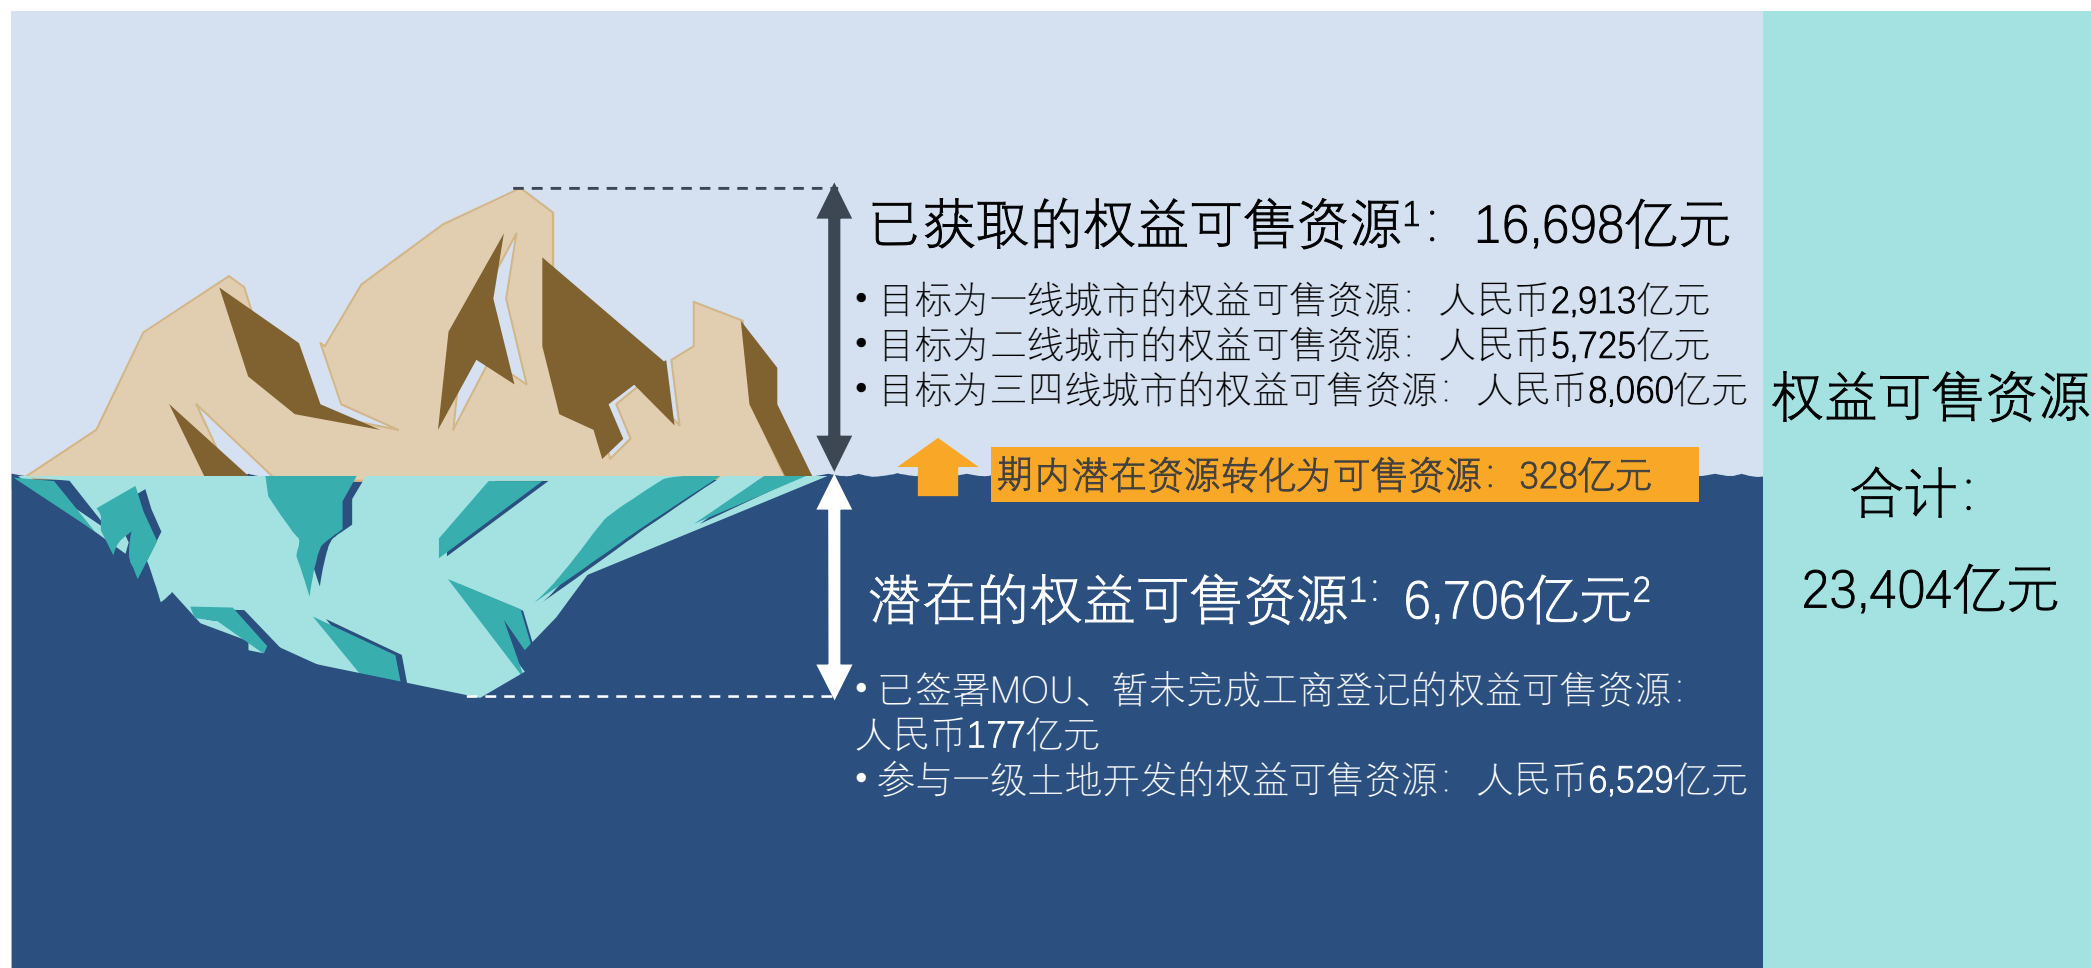 已获取的权益可售资源1： 16,698亿元
• 目标为一线城市的权益可售资源： 人民币2,913亿元
• 目标为二线城市的权益可售资源： 人民币5,725亿元
• 目标为三四线城市的权益可售资源： 人民币8,060亿元
期内潜在资源转化为可售资源： 328亿元
潜在的权益可售资源1：6,706亿元2
• 已签署MOU、暂未完成工商登记的权益可售资源：
人民币177亿元
• 参与一级土地开发的权益可售资源： 人民币6,529亿元
权益可售资源
合计：
23,404亿元